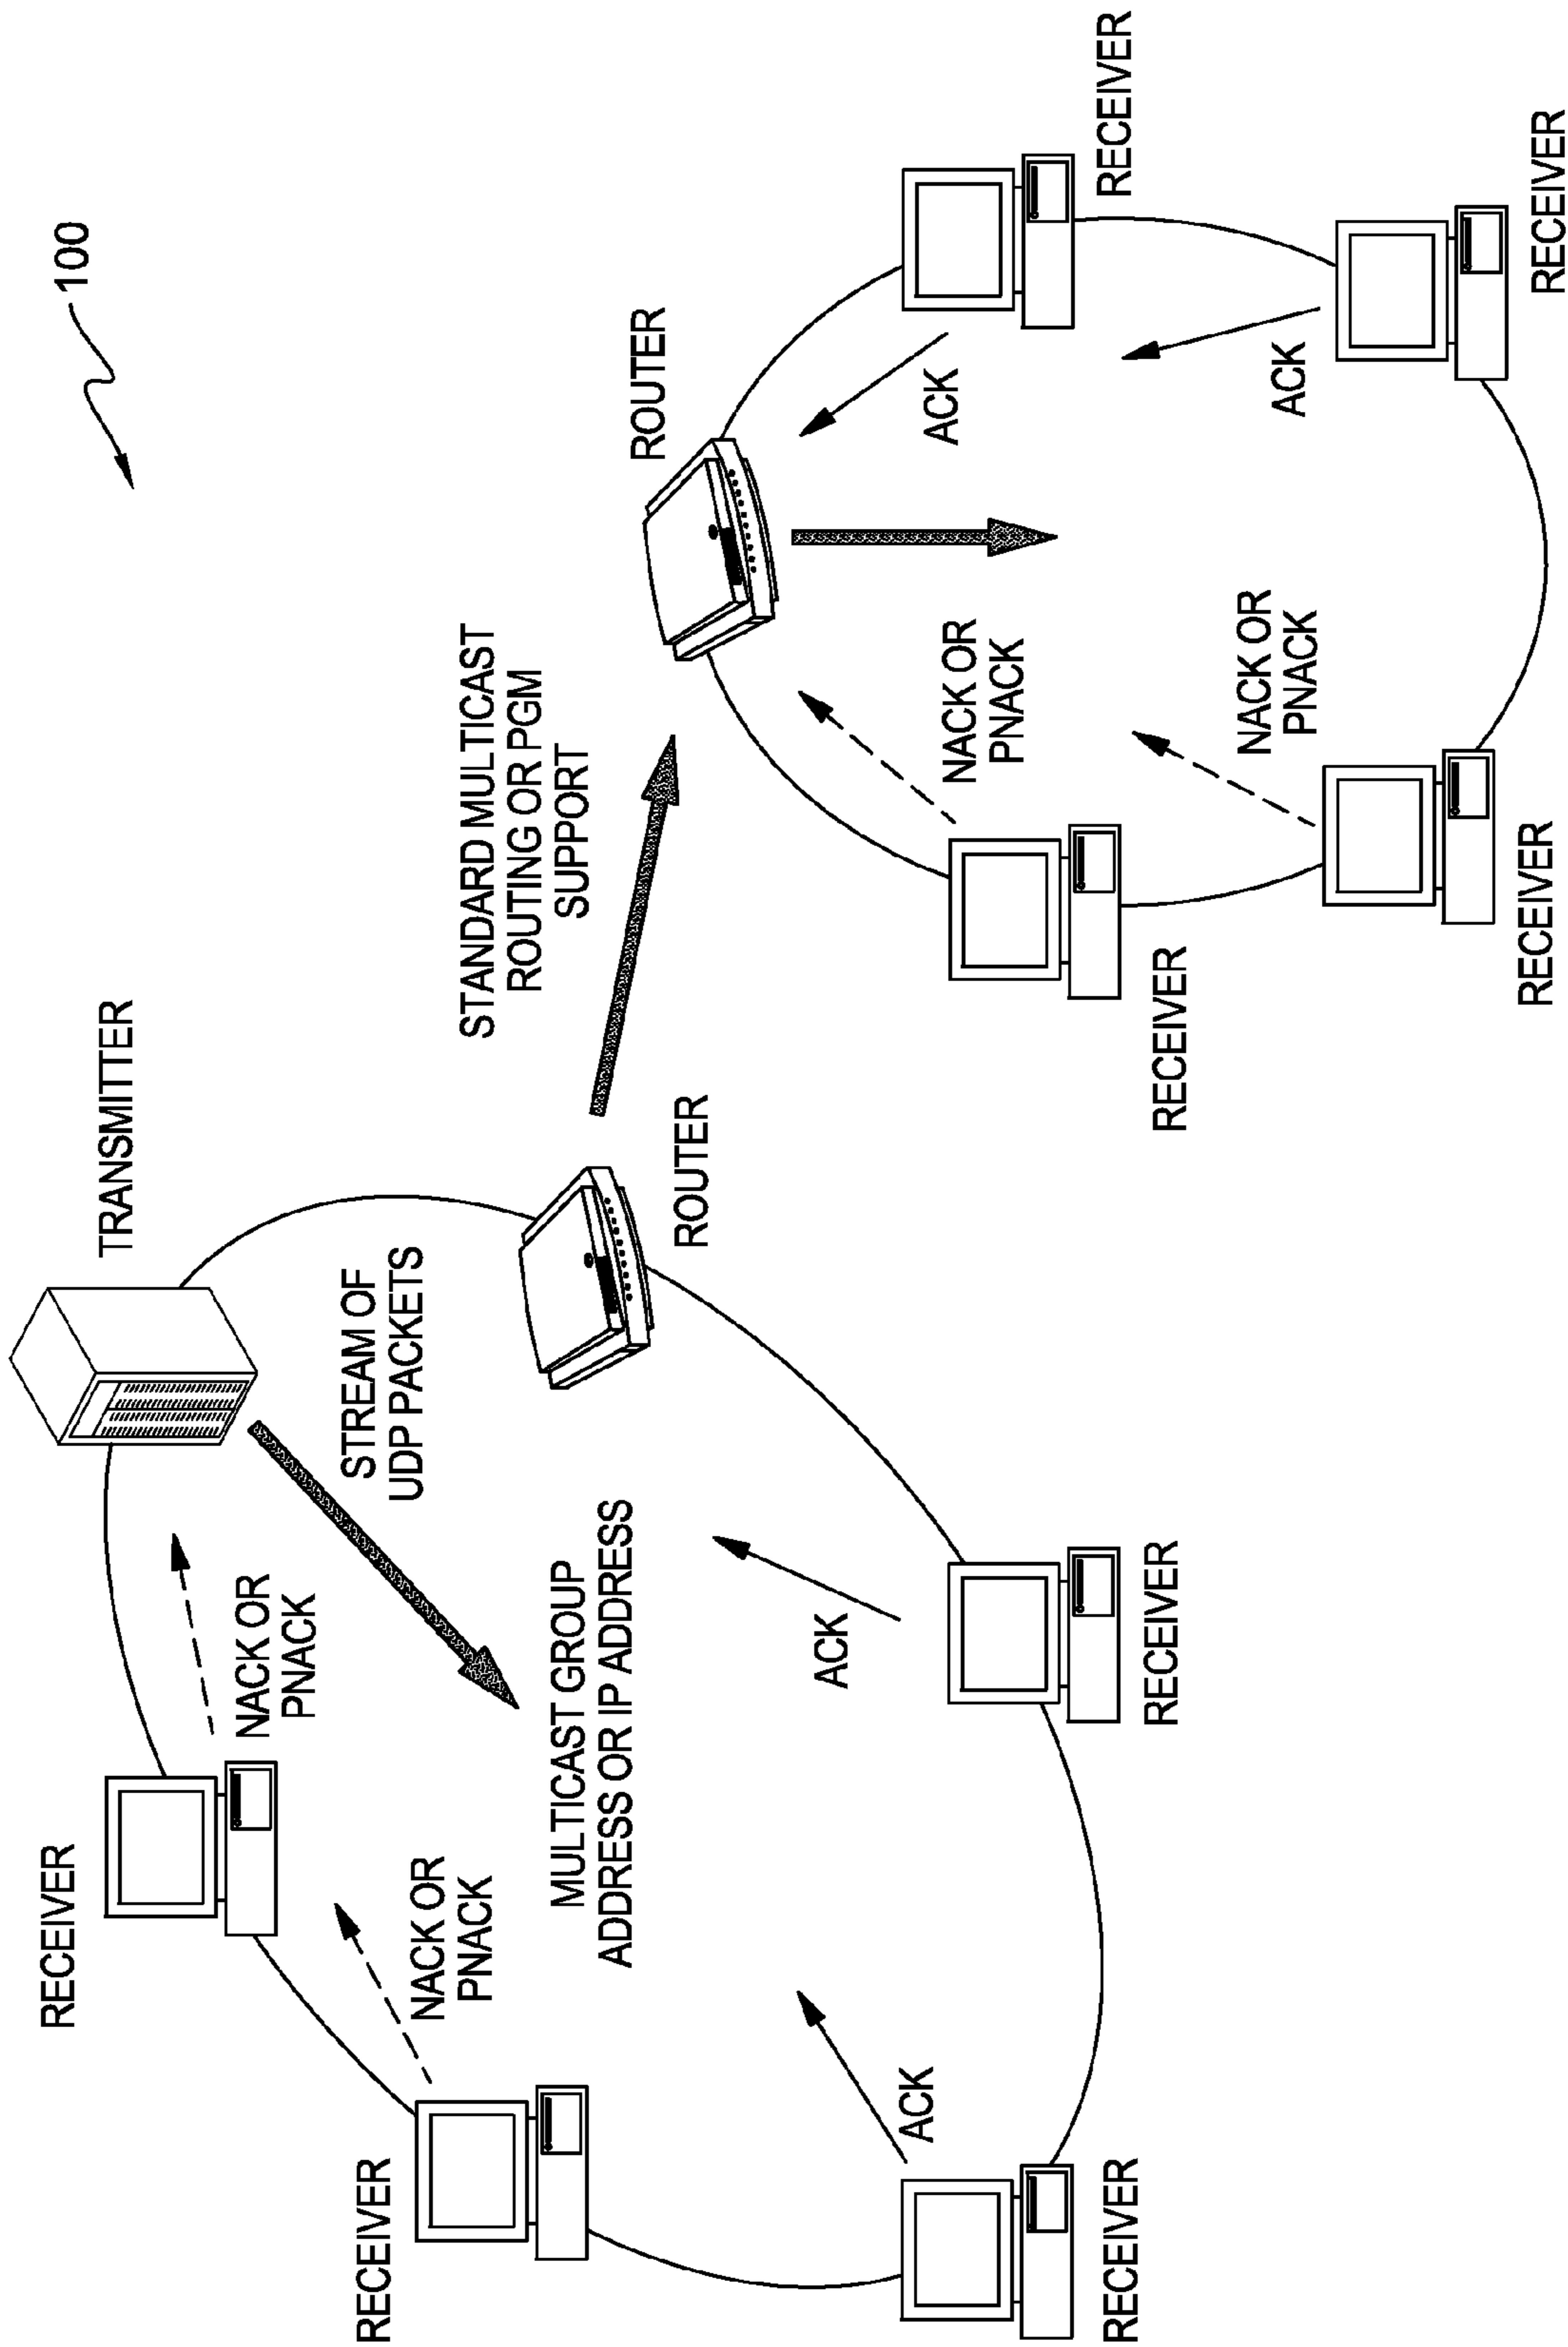 100
TRANSMITTER
STREAM OF
UDP PACKETS
RECEIVER
NACK OR
PNACK
RECEIVER
NACK OR
PNACK
MULTICAST GROUP
ADDRESS OR IP ADDRESS
ROUTER
ACK
RECEIVER
ACK
RECEIVER
STANDARD MULTICAST
ROUTING OR PGM
SUPPORT
ROUTER
NACK OR
PNACK
RECEIVER
ACK
RECEIVER
NACK OR
PNACK
RECEIVER
ACK
RECEIVER